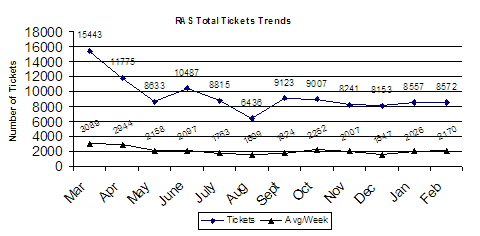 RAS Total Tickets Trends
Number of Tickets
18000
16000
14000
12000
10000
8000
6000
4000
2000
0
15443 11775 8633 10487 8815 6436 9123 9007 8241 8153 8557 8572
3089 2944 2158 2097 1763 1609 1824 2252 2007 2026 2170
Mar Apr May June July Aug Sept Oct Nov Dec Jan Feb
Tickets Avg/Week